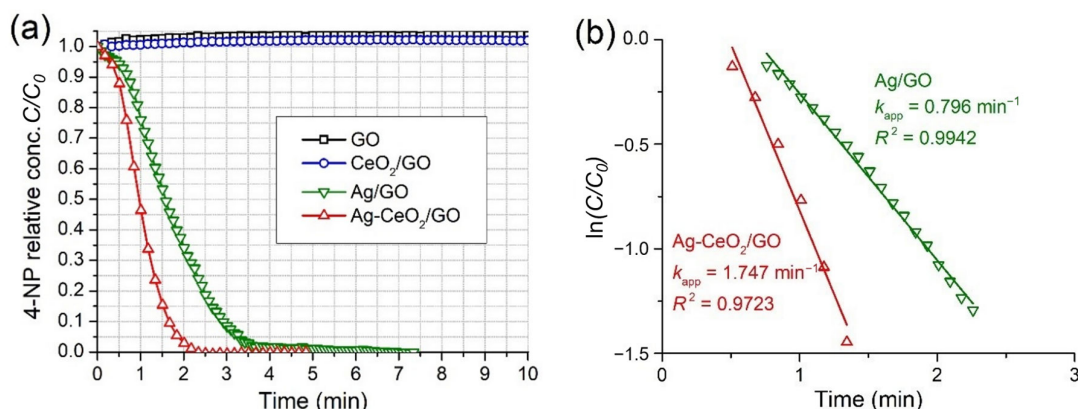 (a)
4-NP relative conc. C/C₀
1.0
0.9
0.8
0.7
0.6
0.5
0.4
0.3
0.2
0.1
0.0
0 1 2 3 4 5 6 7 8 9 10
Time (min)
GO
CeO₂/GO
Ag/GO
Ag-CeO₂/GO
(b)
ln(C/C₀)
0.0
−0.5
−1.0
−1.5
0 1 2 3
Time (min)
Ag/GO
kapp = 0.796 min⁻¹
R² = 0.9942
Ag-CeO₂/GO
kapp = 1.747 min⁻¹
R² = 0.9723